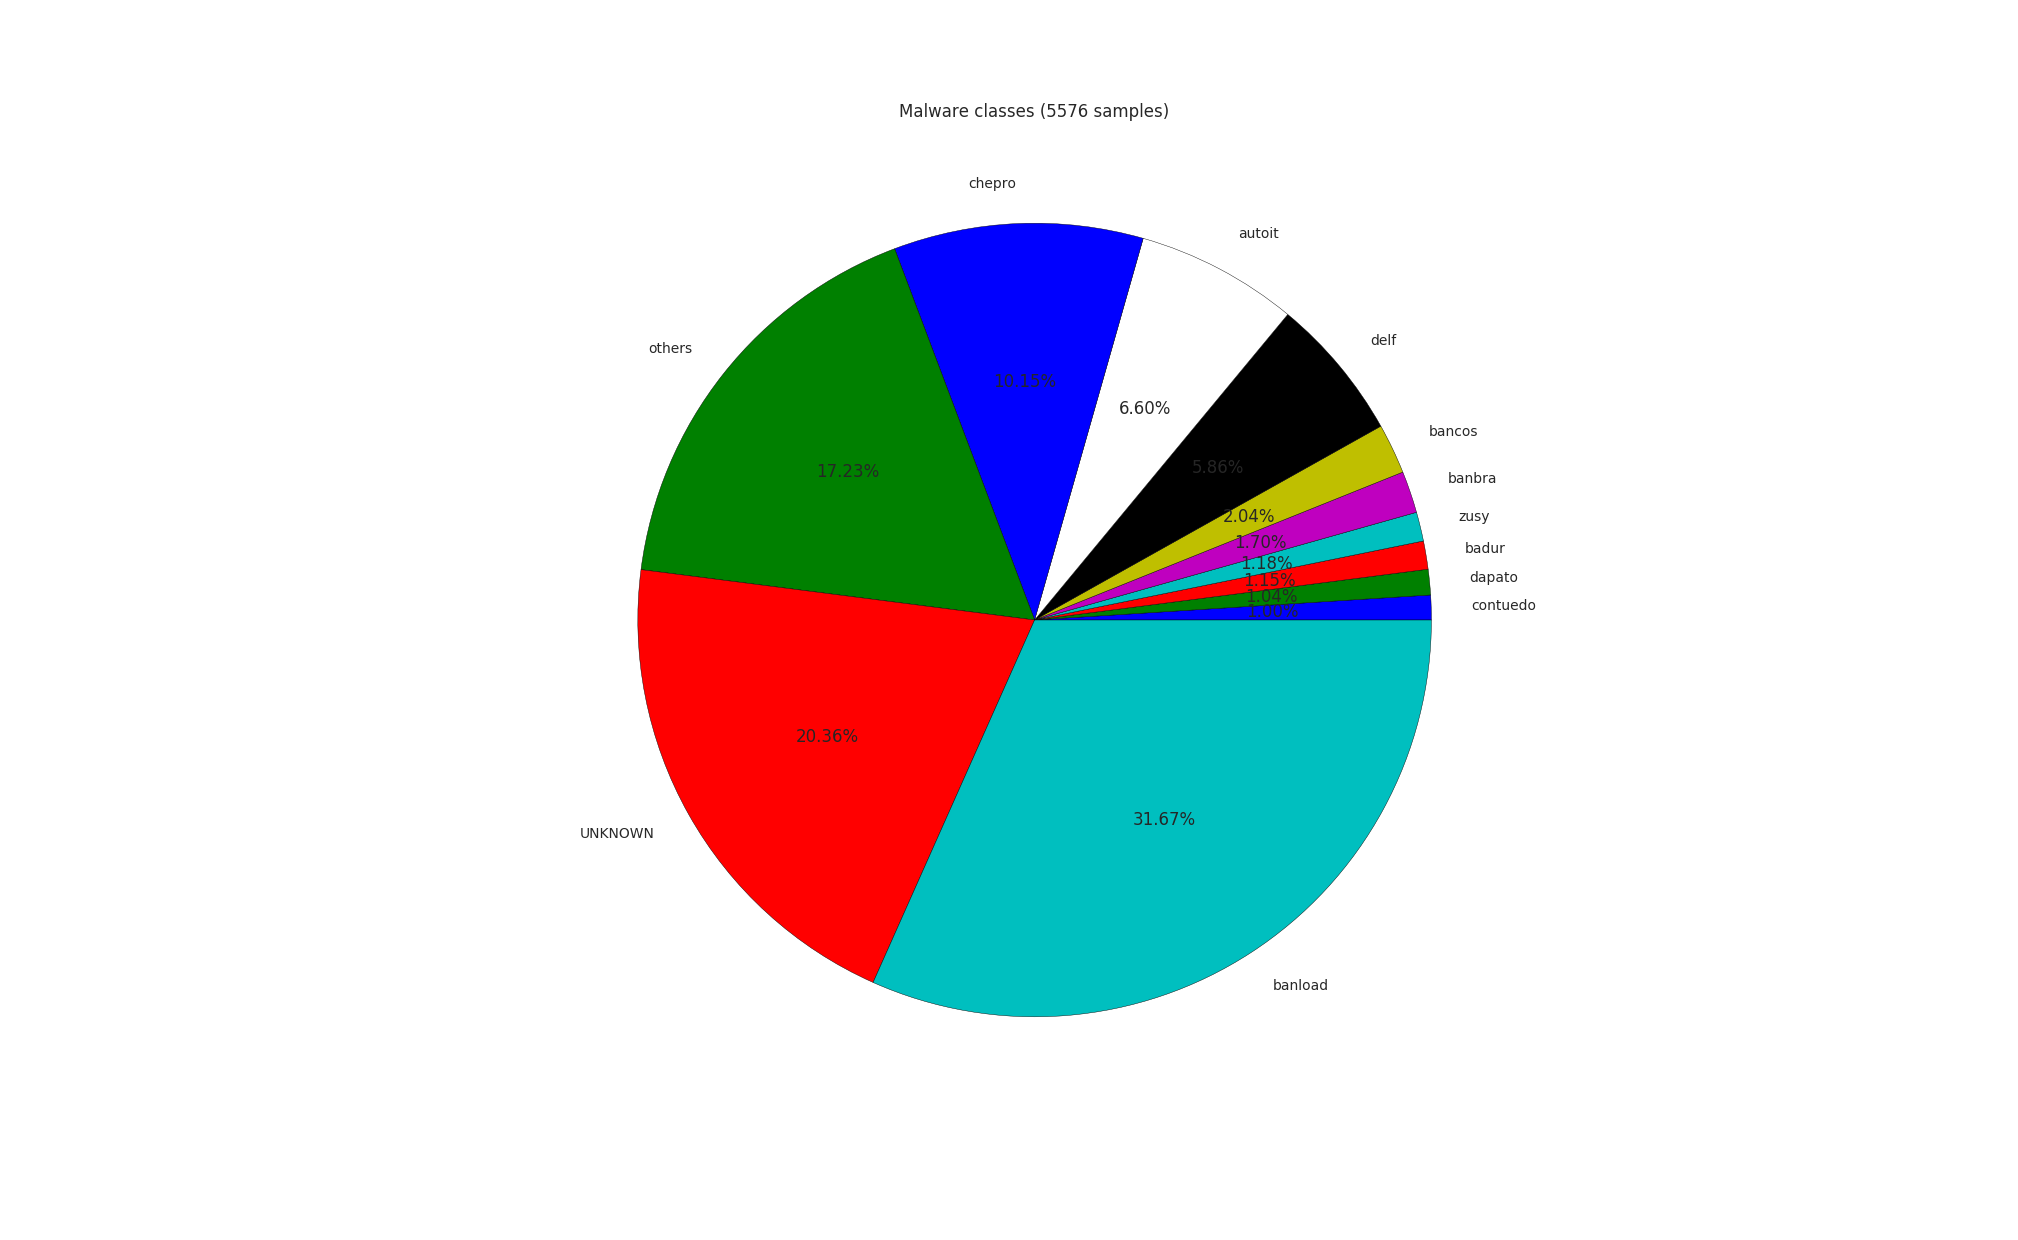 Malware classes (5576 samples)
chepro
autoit
others
delf
10.15%
6.60%
bancos
17.23%
5.86%
banbra
2.04%
zusy
1.70%
badur
1.18%
dapato
1.15%
1.04%
contuedo
20.36%
31.67%
UNKNOWN
banload